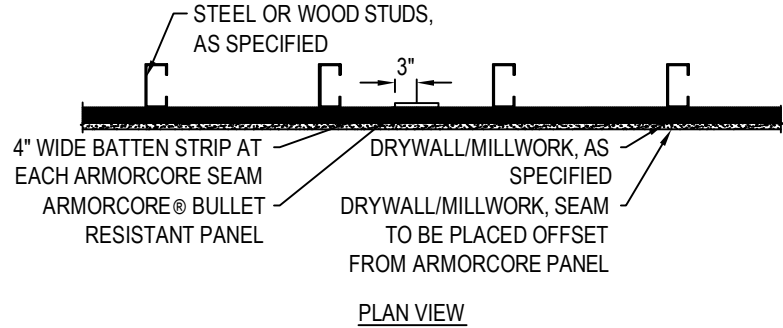 STEEL OR WOOD STUDS,
AS SPECIFIED
3"
4" WIDE BATTEN STRIP AT
EACH ARMORCORE SEAM
ARMORCORE® BULLET
RESISTANT PANEL
DRYWALL/MILLWORK, AS
SPECIFIED
DRYWALL/MILLWORK, SEAM
TO BE PLACED OFFSET
FROM ARMORCORE PANEL
PLAN VIEW